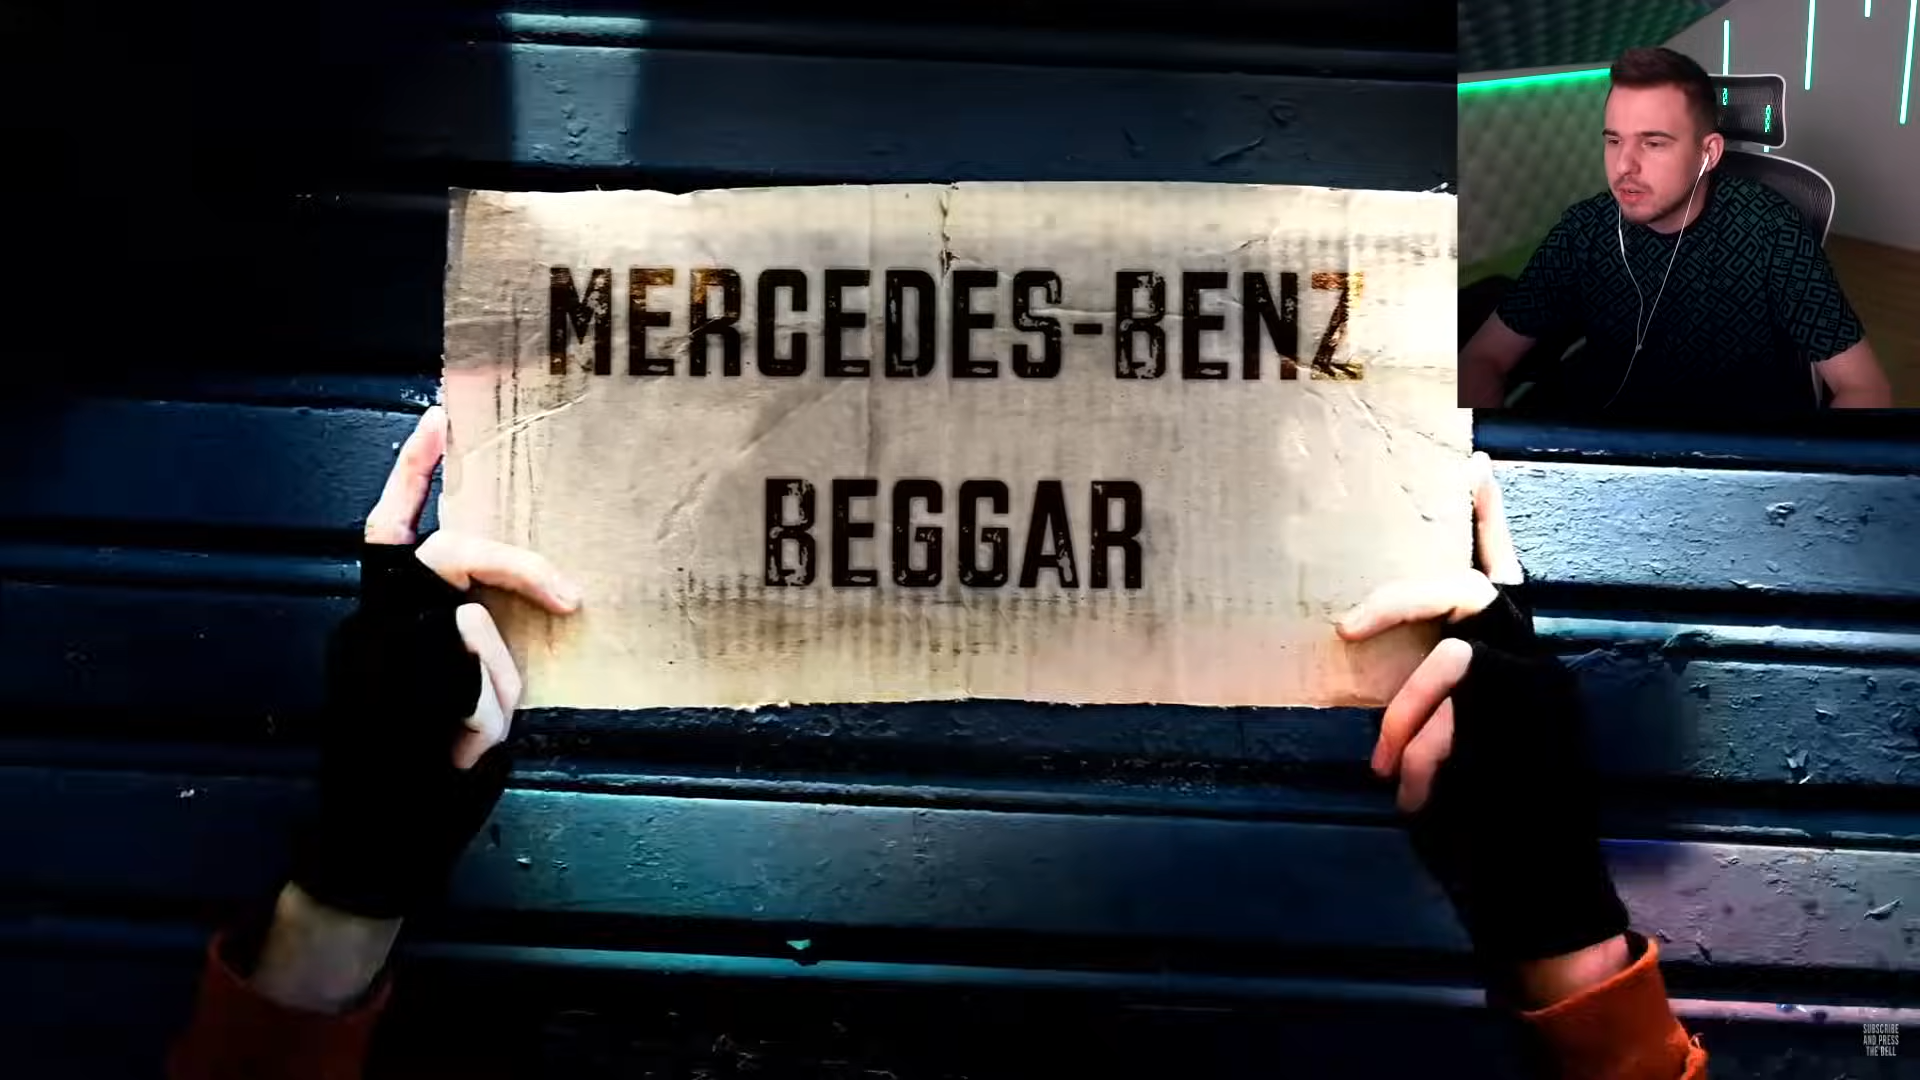 MERCEDES-BENZ
BEGGAR
SUBSCRIBE
AND PRESS
THE BELL